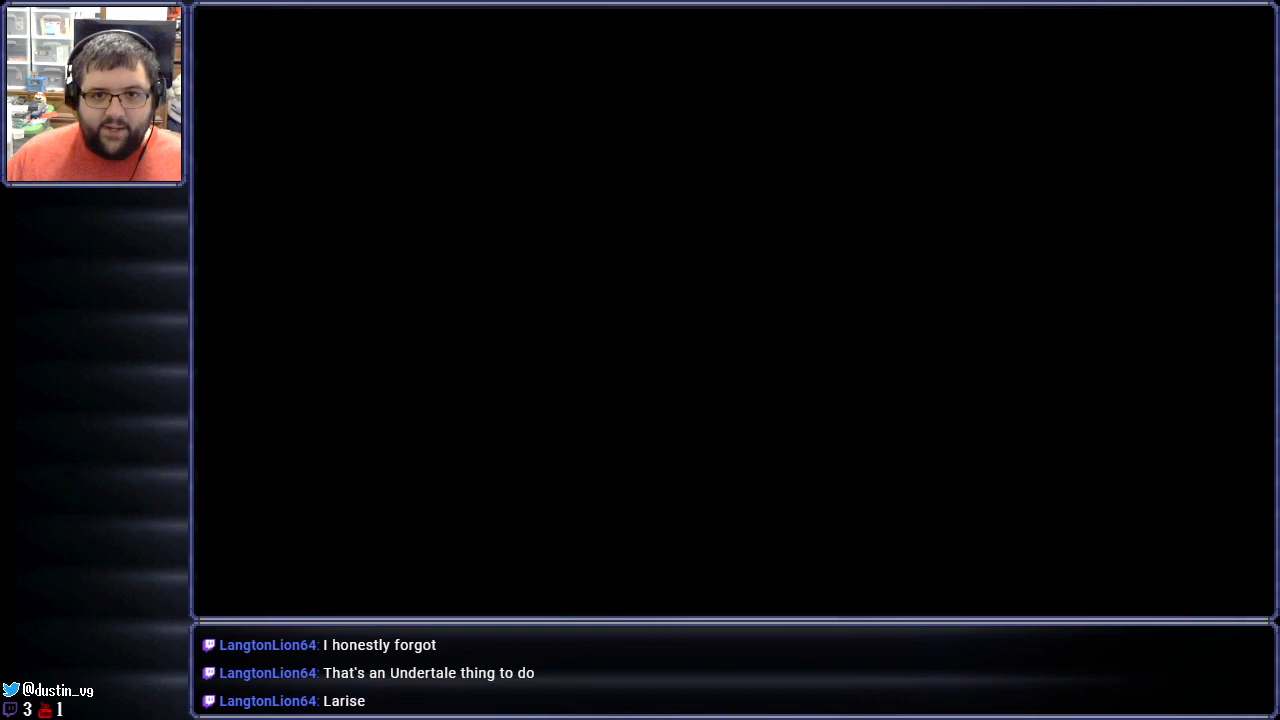 LangtonLion64: I honestly forgot
LangtonLion64: That's an Undertale thing to do
LangtonLion64: Larise
@dustin_vg
3 1